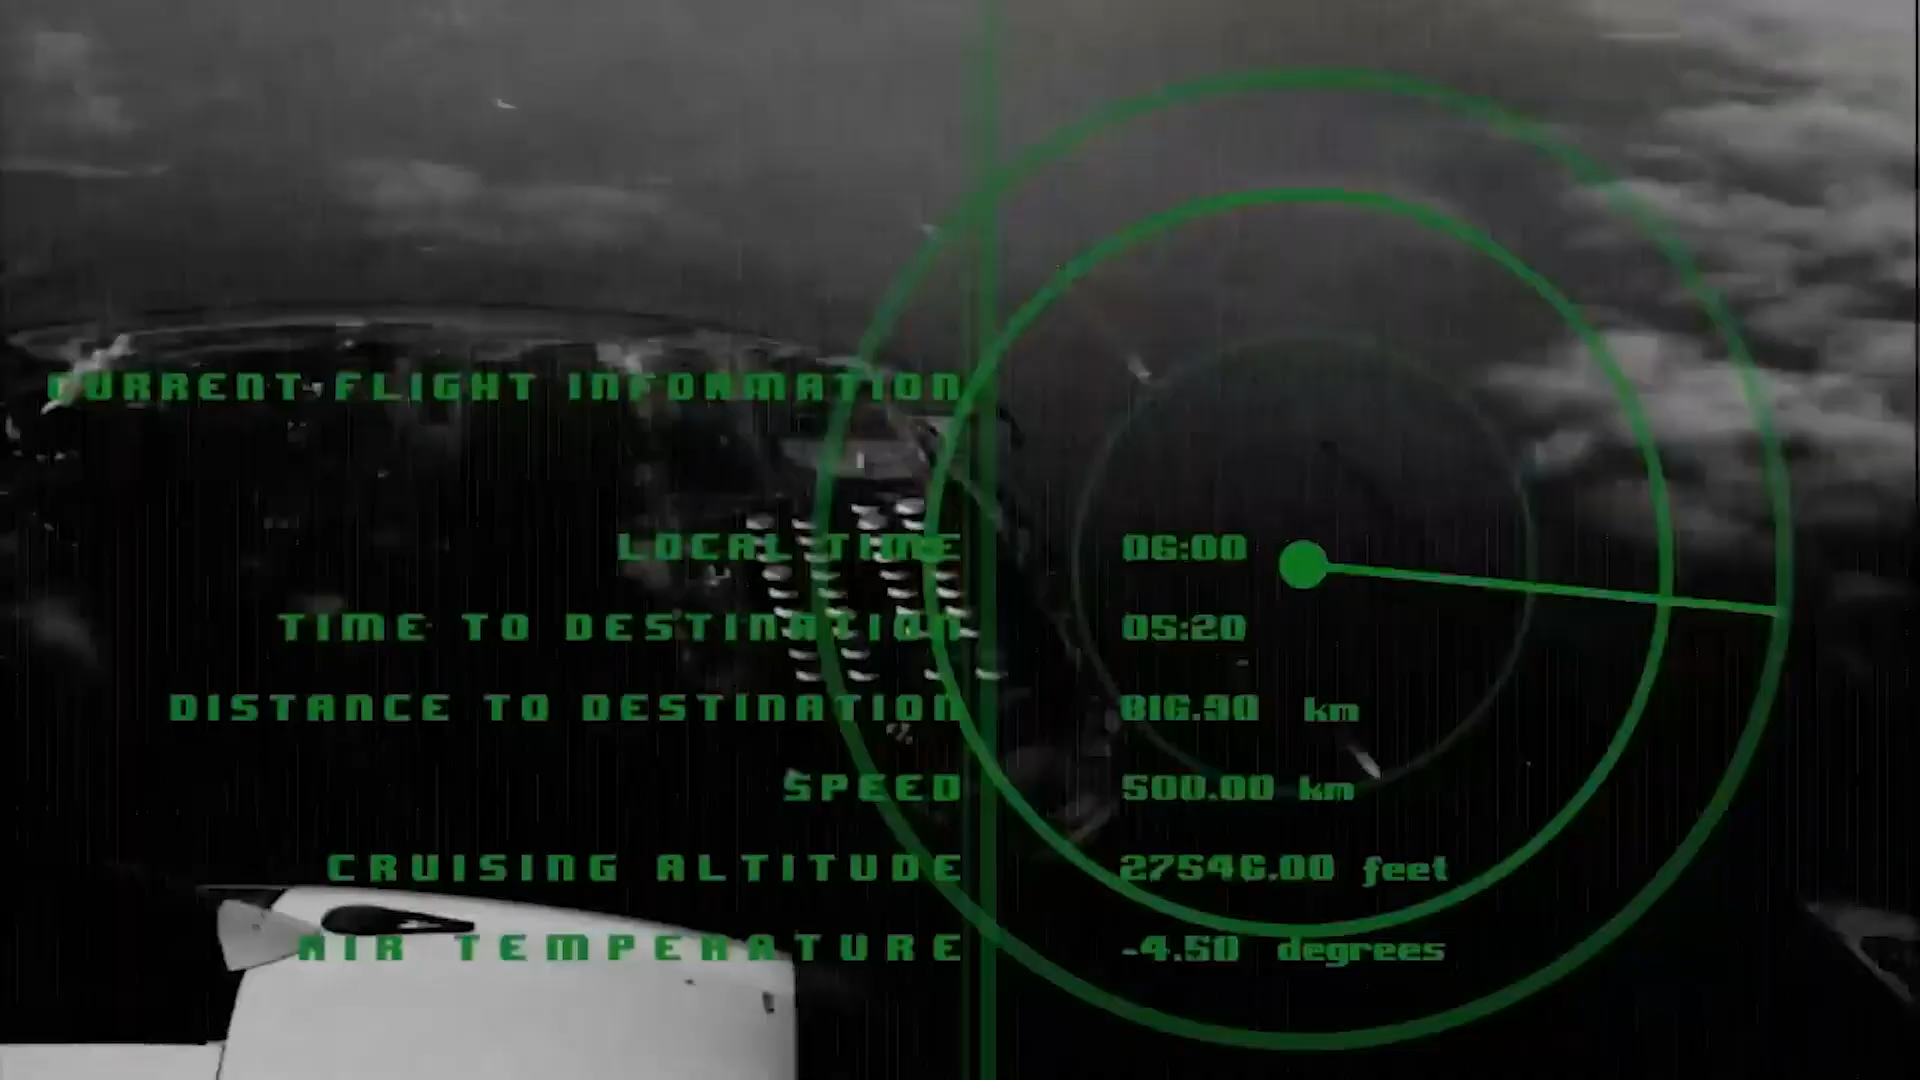 CURRENT FLIGHT INFORMATION
LOCAL TIME 06:00
TIME TO DESTINATION 05:20
DISTANCE TO DESTINATION 816.90 km
SPEED 500.00 km
CRUISING ALTITUDE 27546.00 feet
AIR TEMPERATURE -4.50 degrees